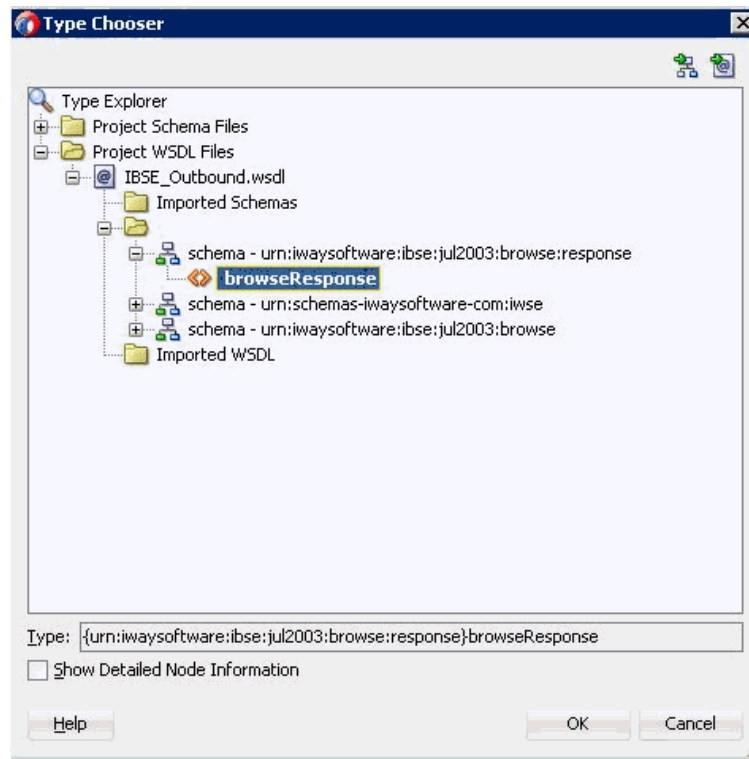 Type Chooser
Type Explorer
Project Schema Files
Project WSDL Files
IBSE_Outbound.wsdl
Imported Schemas
schema - urn:iwaysoftware:ibse:jul2003:browse:response
browseResponse
schema - urn:schemas-iwaysoftware-com:iwse
schema - urn:iwaysoftware:ibse:jul2003:browse
Imported WSDL
Type: {urn:iwaysoftware:ibse:jul2003:browse:response}browseResponse
Show Detailed Node Information
Help OK Cancel